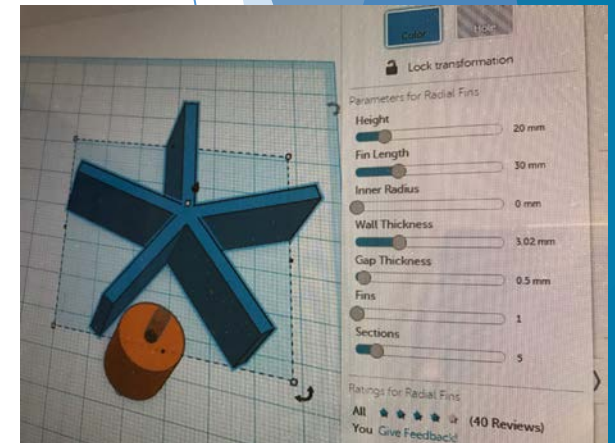 Color
Hole
Lock transformation
Parameters for Radial Fins
Height
20 mm
Fin Length
30 mm
Inner Radius
0 mm
Wall Thickness
3.02 mm
Gap Thickness
0.5 mm
Fins
1
Sections
5
Ratings for Radial Fins
All (40 Reviews)
You Give Feedback!